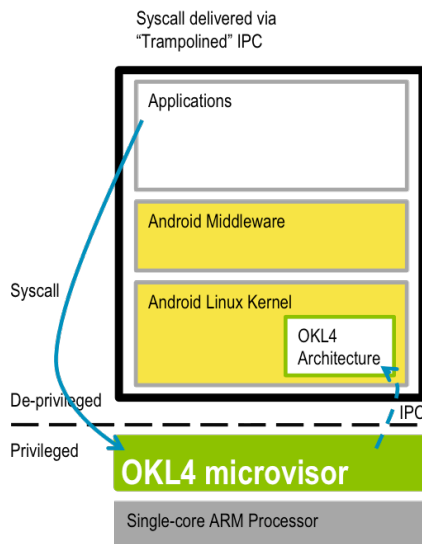 Syscall delivered via
“Trampolined” IPC
Applications
Android Middleware
Syscall
Android Linux Kernel
OKL4
Architecture
De-privileged
IPC
Privileged
OKL4 microvisor
Single-core ARM Processor